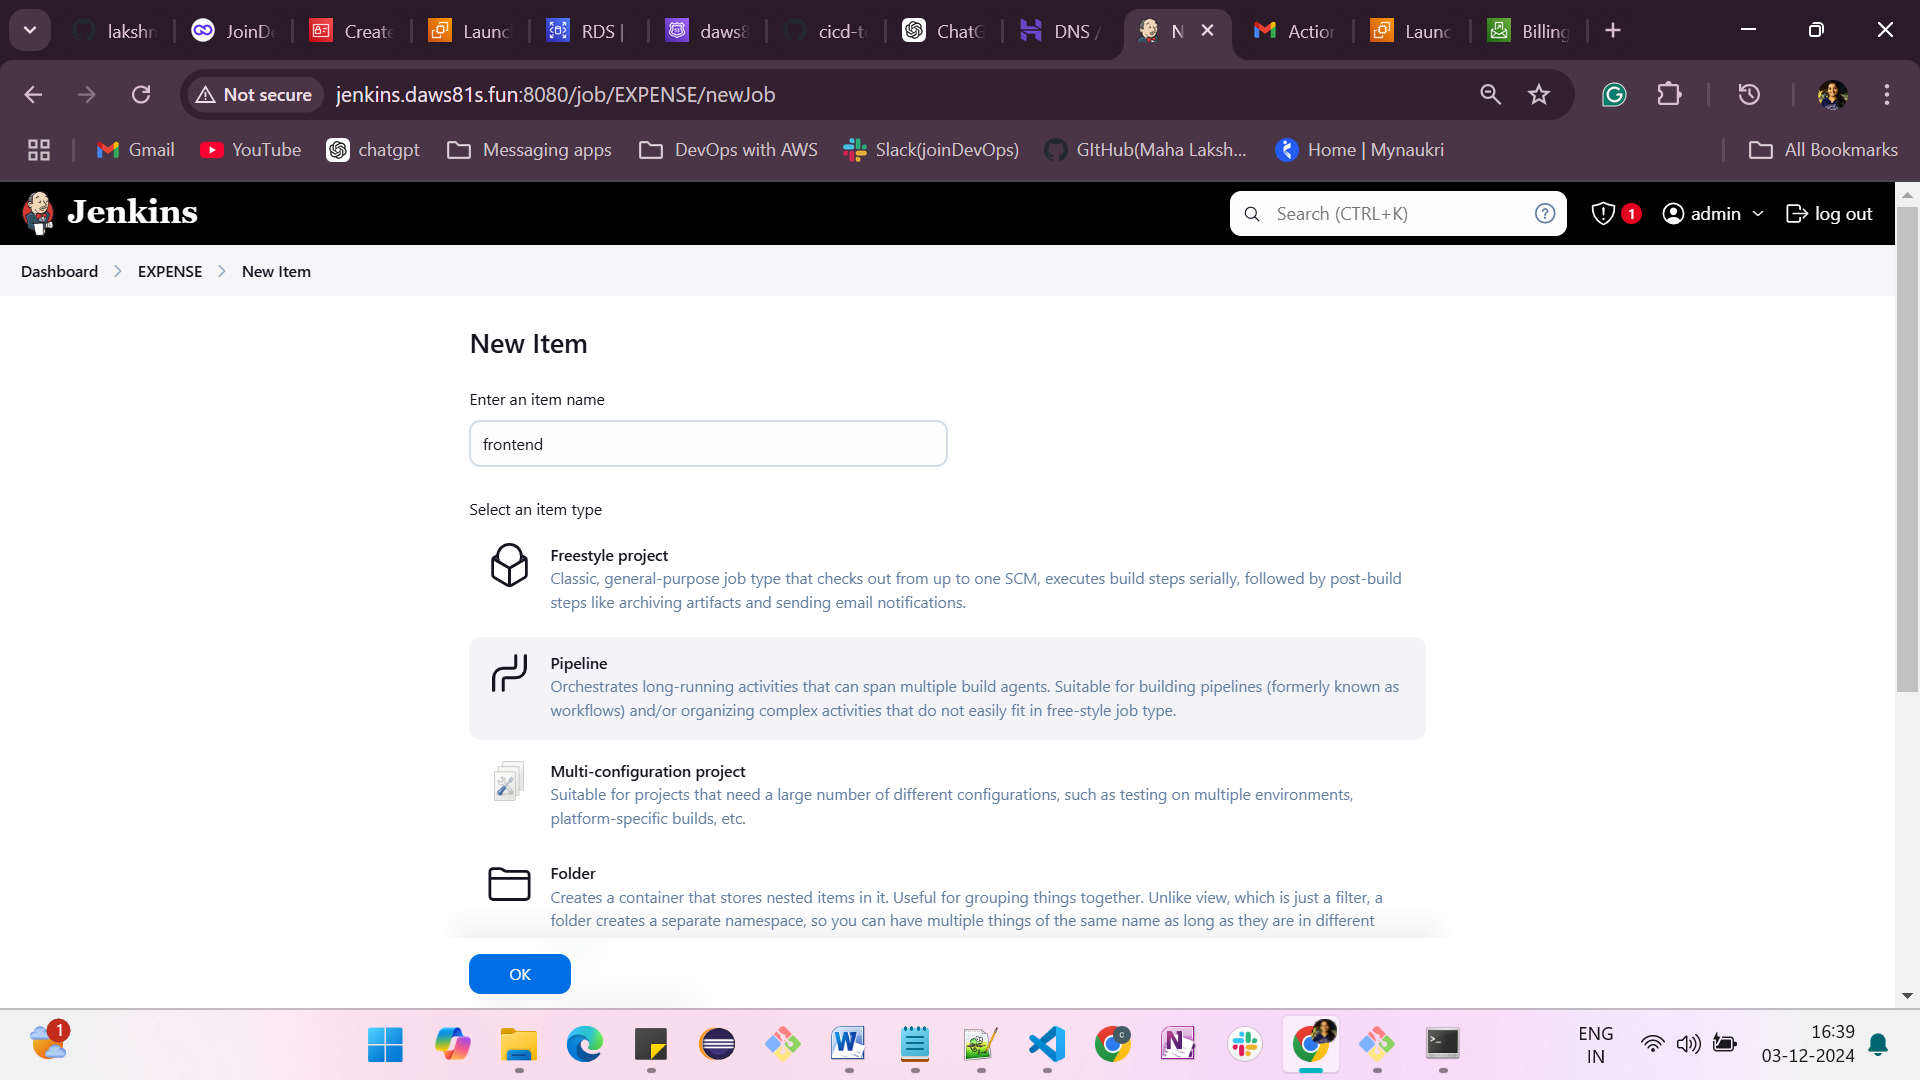 lakshn
JoinDe
Create
Launc
RDS |
daws8
cicd-t
ChatG
DNS /
N
Action
Launc
Billing
Not secure
jenkins.daws81s.fun:8080/job/EXPENSE/newJob
Gmail
YouTube
chatgpt
Messaging apps
DevOps with AWS
Slack(joinDevOps)
GItHub(Maha Laksh...
Home | Mynaukri
All Bookmarks
Jenkins
Search (CTRL+K)
1
admin
log out
Dashboard
EXPENSE
New Item
New Item
Enter an item name
frontend
Select an item type
Freestyle project
Classic, general-purpose job type that checks out from up to one SCM, executes build steps serially, followed by post-build
steps like archiving artifacts and sending email notifications.
Pipeline
Orchestrates long-running activities that can span multiple build agents. Suitable for building pipelines (formerly known as
workflows) and/or organizing complex activities that do not easily fit in free-style job type.
Multi-configuration project
Suitable for projects that need a large number of different configurations, such as testing on multiple environments,
platform-specific builds, etc.
Folder
Creates a container that stores nested items in it. Useful for grouping things together. Unlike view, which is just a filter, a
folder creates a separate namespace, so you can have multiple things of the same name as long as they are in different
OK
1
ENG
IN
16:39
03-12-2024